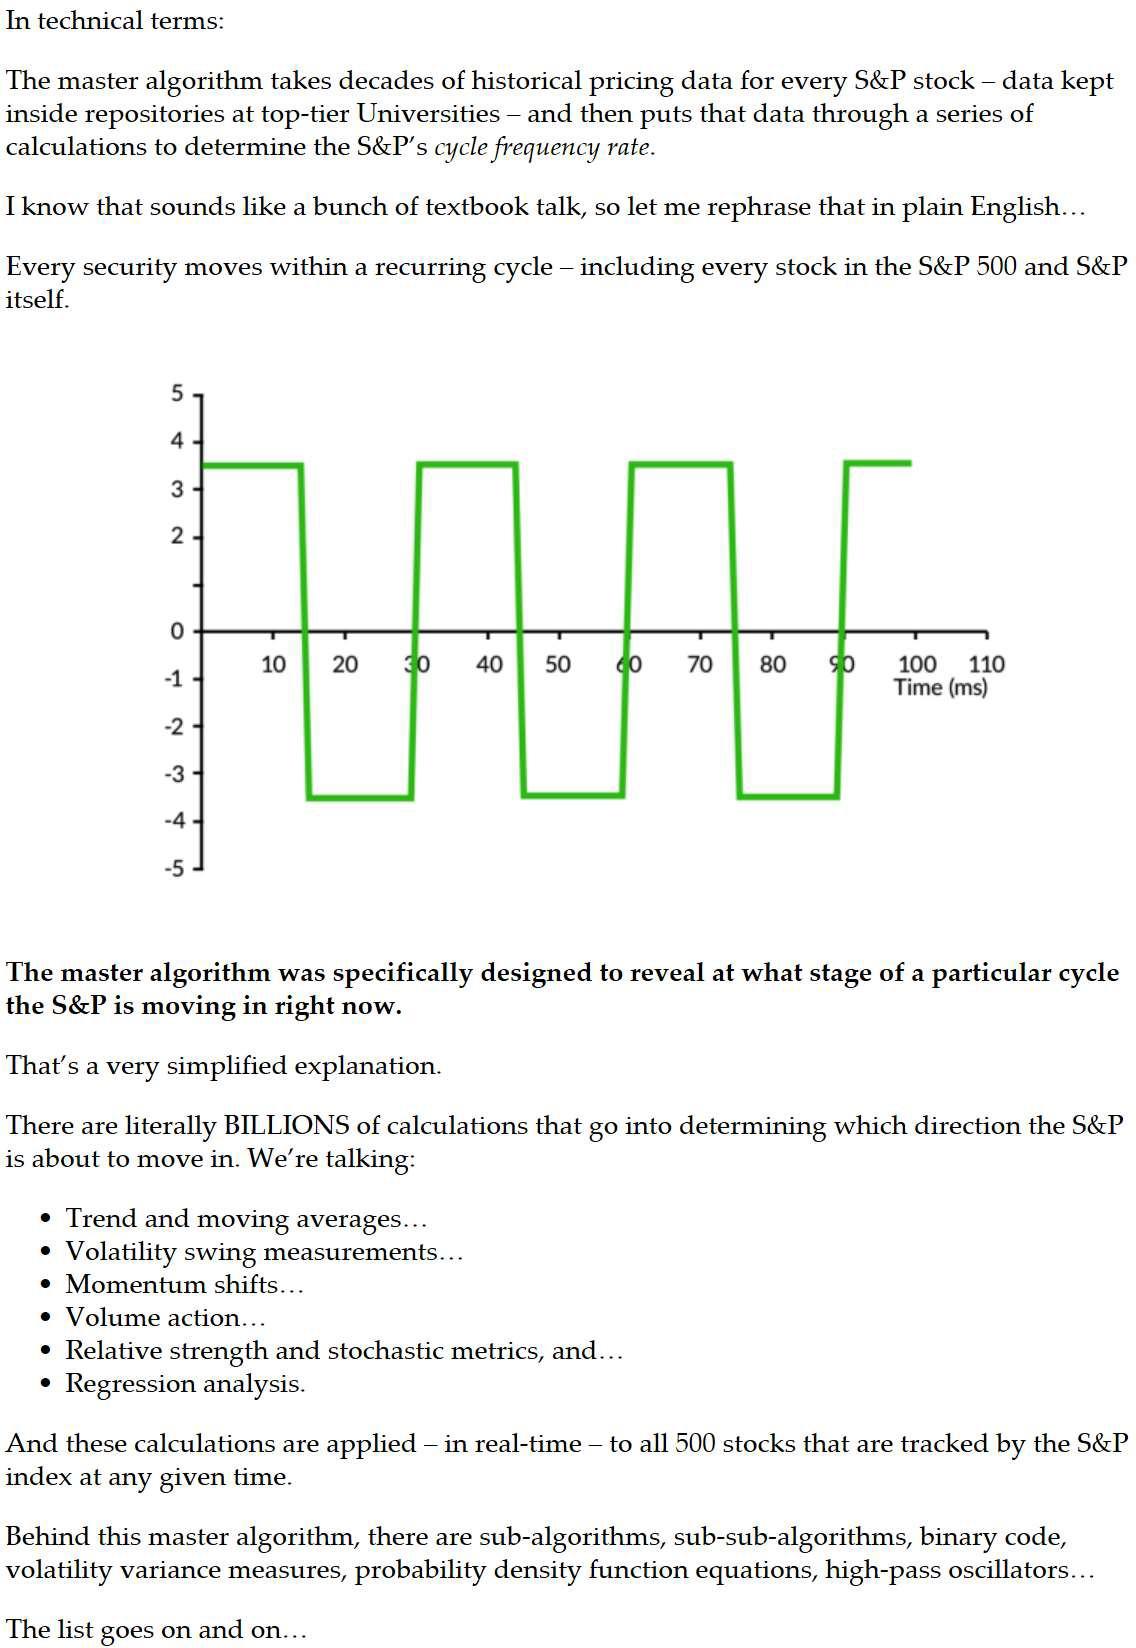 In technical terms:
The master algorithm takes decades of historical pricing data for every S&P stock – data kept
inside repositories at top-tier Universities – and then puts that data through a series of
calculations to determine the S&P’s cycle frequency rate.
I know that sounds like a bunch of textbook talk, so let me rephrase that in plain English…
Every security moves within a recurring cycle – including every stock in the S&P 500 and S&P
itself.
5
4
3
2
0
-1
-2
-3
-4
-5
10 20 30 40 50 60 70 80 90 100 110
Time (ms)
The master algorithm was specifically designed to reveal at what stage of a particular cycle
the S&P is moving in right now.
That’s a very simplified explanation.
There are literally BILLIONS of calculations that go into determining which direction the S&P
is about to move in. We’re talking:
• Trend and moving averages…
• Volatility swing measurements…
• Momentum shifts…
• Volume action…
• Relative strength and stochastic metrics, and…
• Regression analysis.
And these calculations are applied – in real-time – to all 500 stocks that are tracked by the S&P
index at any given time.
Behind this master algorithm, there are sub-algorithms, sub-sub-algorithms, binary code,
volatility variance measures, probability density function equations, high-pass oscillators…
The list goes on and on…